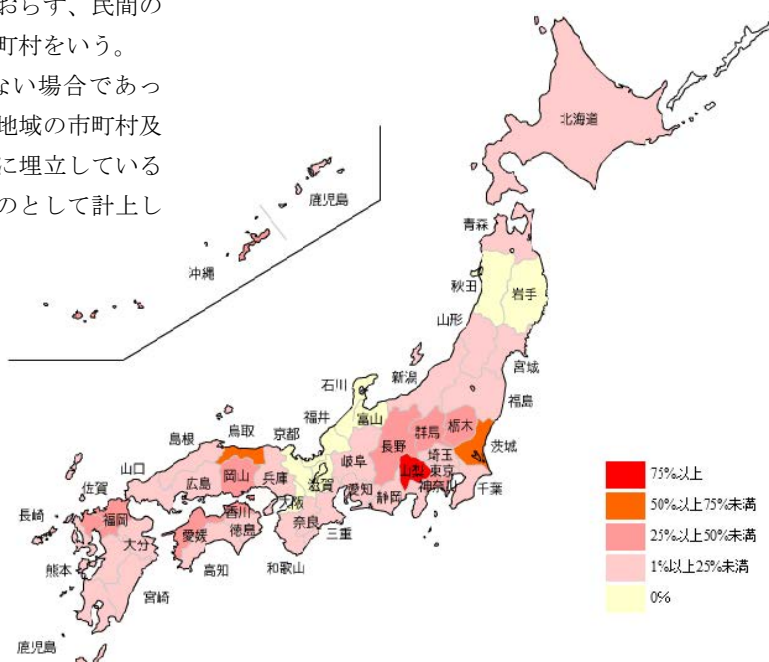 おらず、民間の
町村をいう。
ない場合であっ
地域の市町村及
に埋立している
のとして計上し
北海道
鹿児島
青森
沖縄
秋田
岩手
山形
宮城
新潟
石川
福島
福井
富山
栃木
群馬
鳥取
京都
島根
長野
茨城
埼玉
岐阜
山口
岡山
兵庫
滋賀
山梨
東京
広島
佐賀
愛知
静岡
神奈川
千葉
大阪
香川
長崎
福岡
奈良
愛媛
徳島
三重
大分
熊本
高知
和歌山
宮崎
鹿児島
75%以上
50%以上75%未満
25%以上50%未満
1%以上25%未満
0%